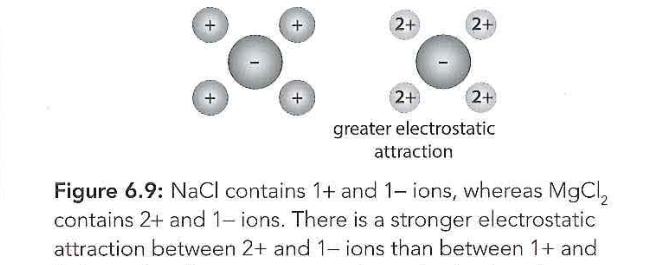 + + 2+ 2+
- -
+ + 2+ 2+
greater electrostatic
attraction
Figure 6.9: NaCl contains 1+ and 1– ions, whereas MgCl₂
contains 2+ and 1– ions. There is a stronger electrostatic
attraction between 2+ and 1– ions than between 1+ and